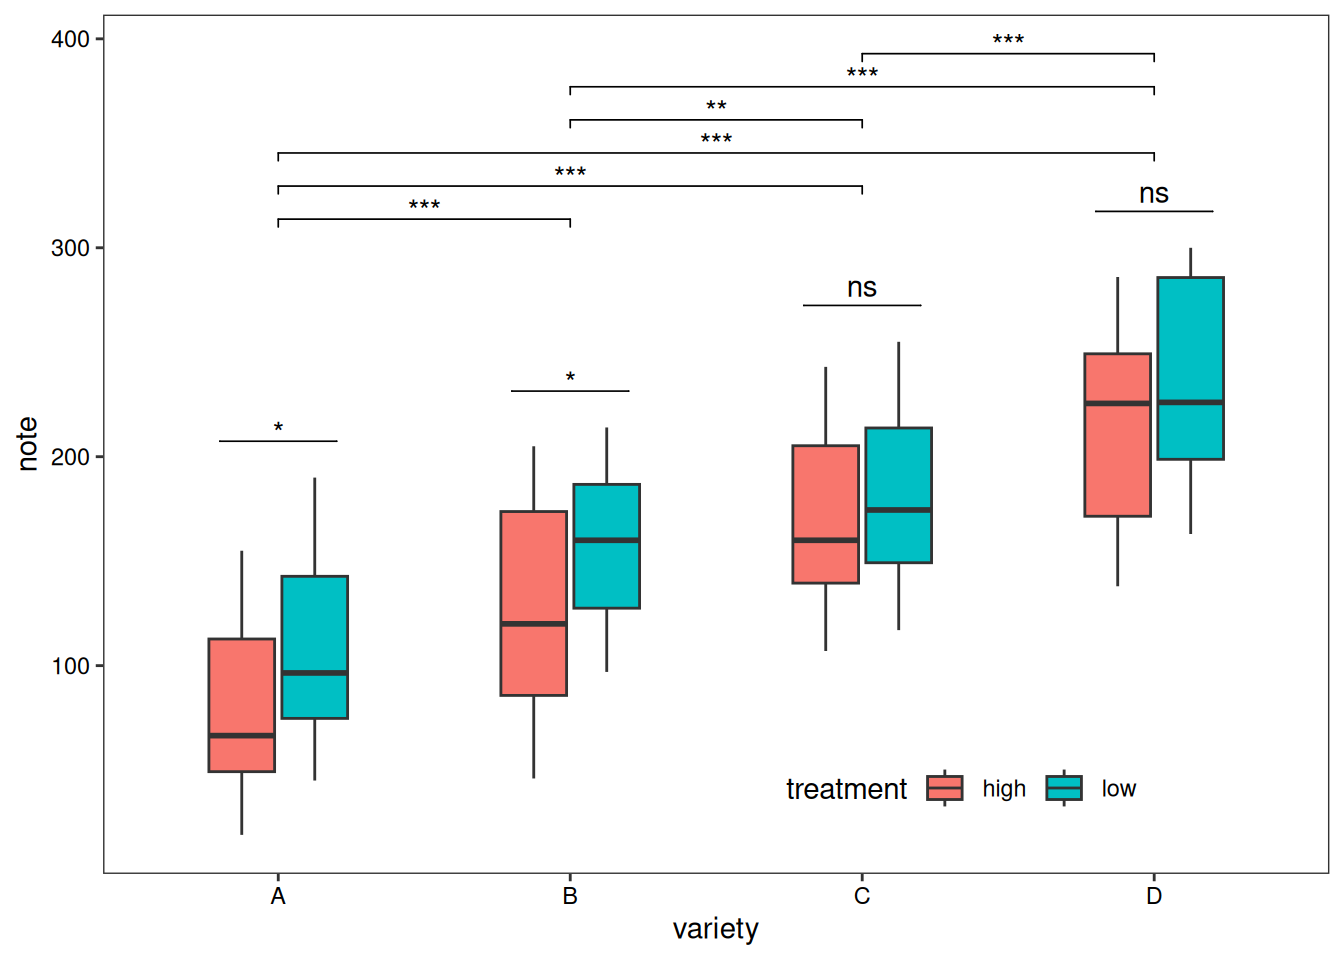 400
***
***
**
***
***
ns
***
300
ns
*
*
200
note
100
treatment high low
A B C D
variety